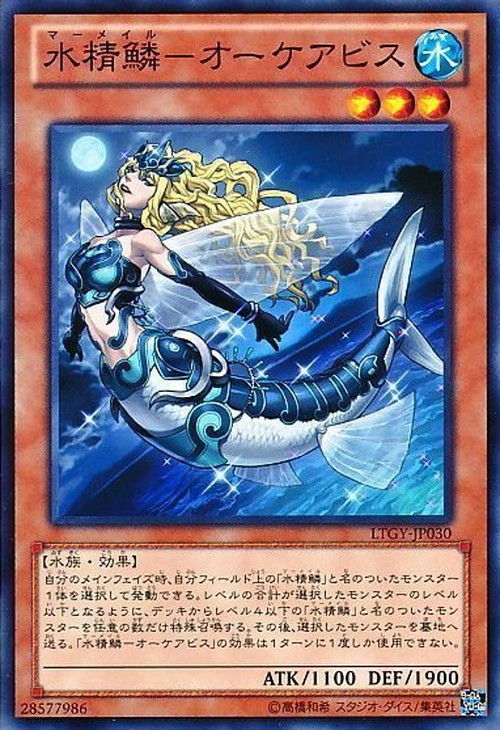 マーメイル
水精鱗－オーケアビス
みず
水
LTGY-JP030
【水族・効果】
自分のメインフェイズ時、自分フィールド上の「水精鱗」と名のついたモンスター
1体を選択して発動できる。レベルの合計が選択したモンスターのレベル
以下となるように、デッキからレベル4以下の「水精鱗」と名のついたモン
スターを任意の数だけ特殊召喚する。その後、選択したモンスターを墓地へ
送る。「水精鱗－オーケアビス」の効果は1ターンに1度しか使用できない。
ATK/1100 DEF/1900
28577986
©高橋和希 スタジオ・ダイス/集英社